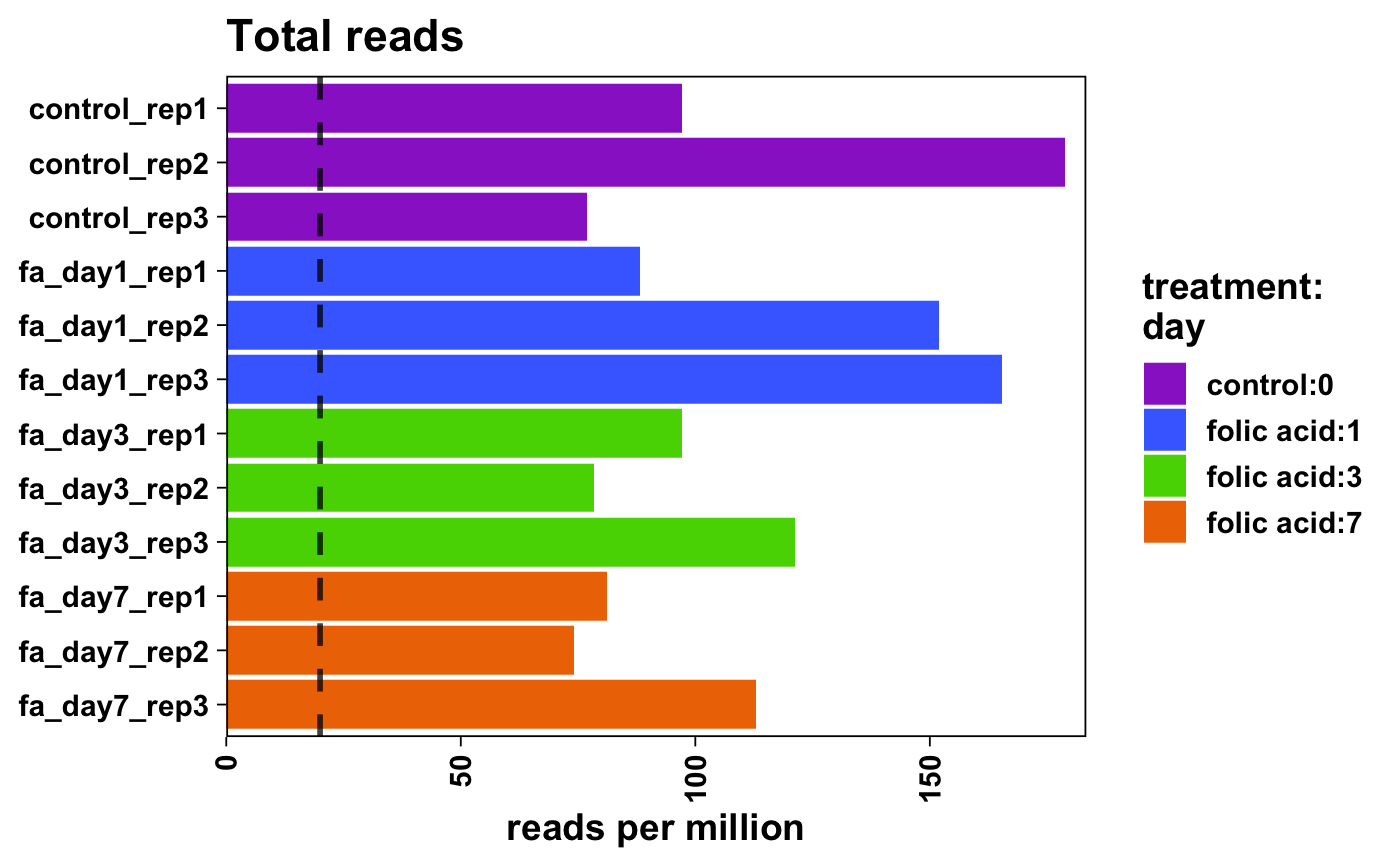 Total reads
control_rep1
control_rep2
control_rep3
fa_day1_rep1
fa_day1_rep2
fa_day1_rep3
fa_day3_rep1
fa_day3_rep2
fa_day3_rep3
fa_day7_rep1
fa_day7_rep2
fa_day7_rep3
0
50
100
150
reads per million
treatment:
day
control:0
folic acid:1
folic acid:3
folic acid:7